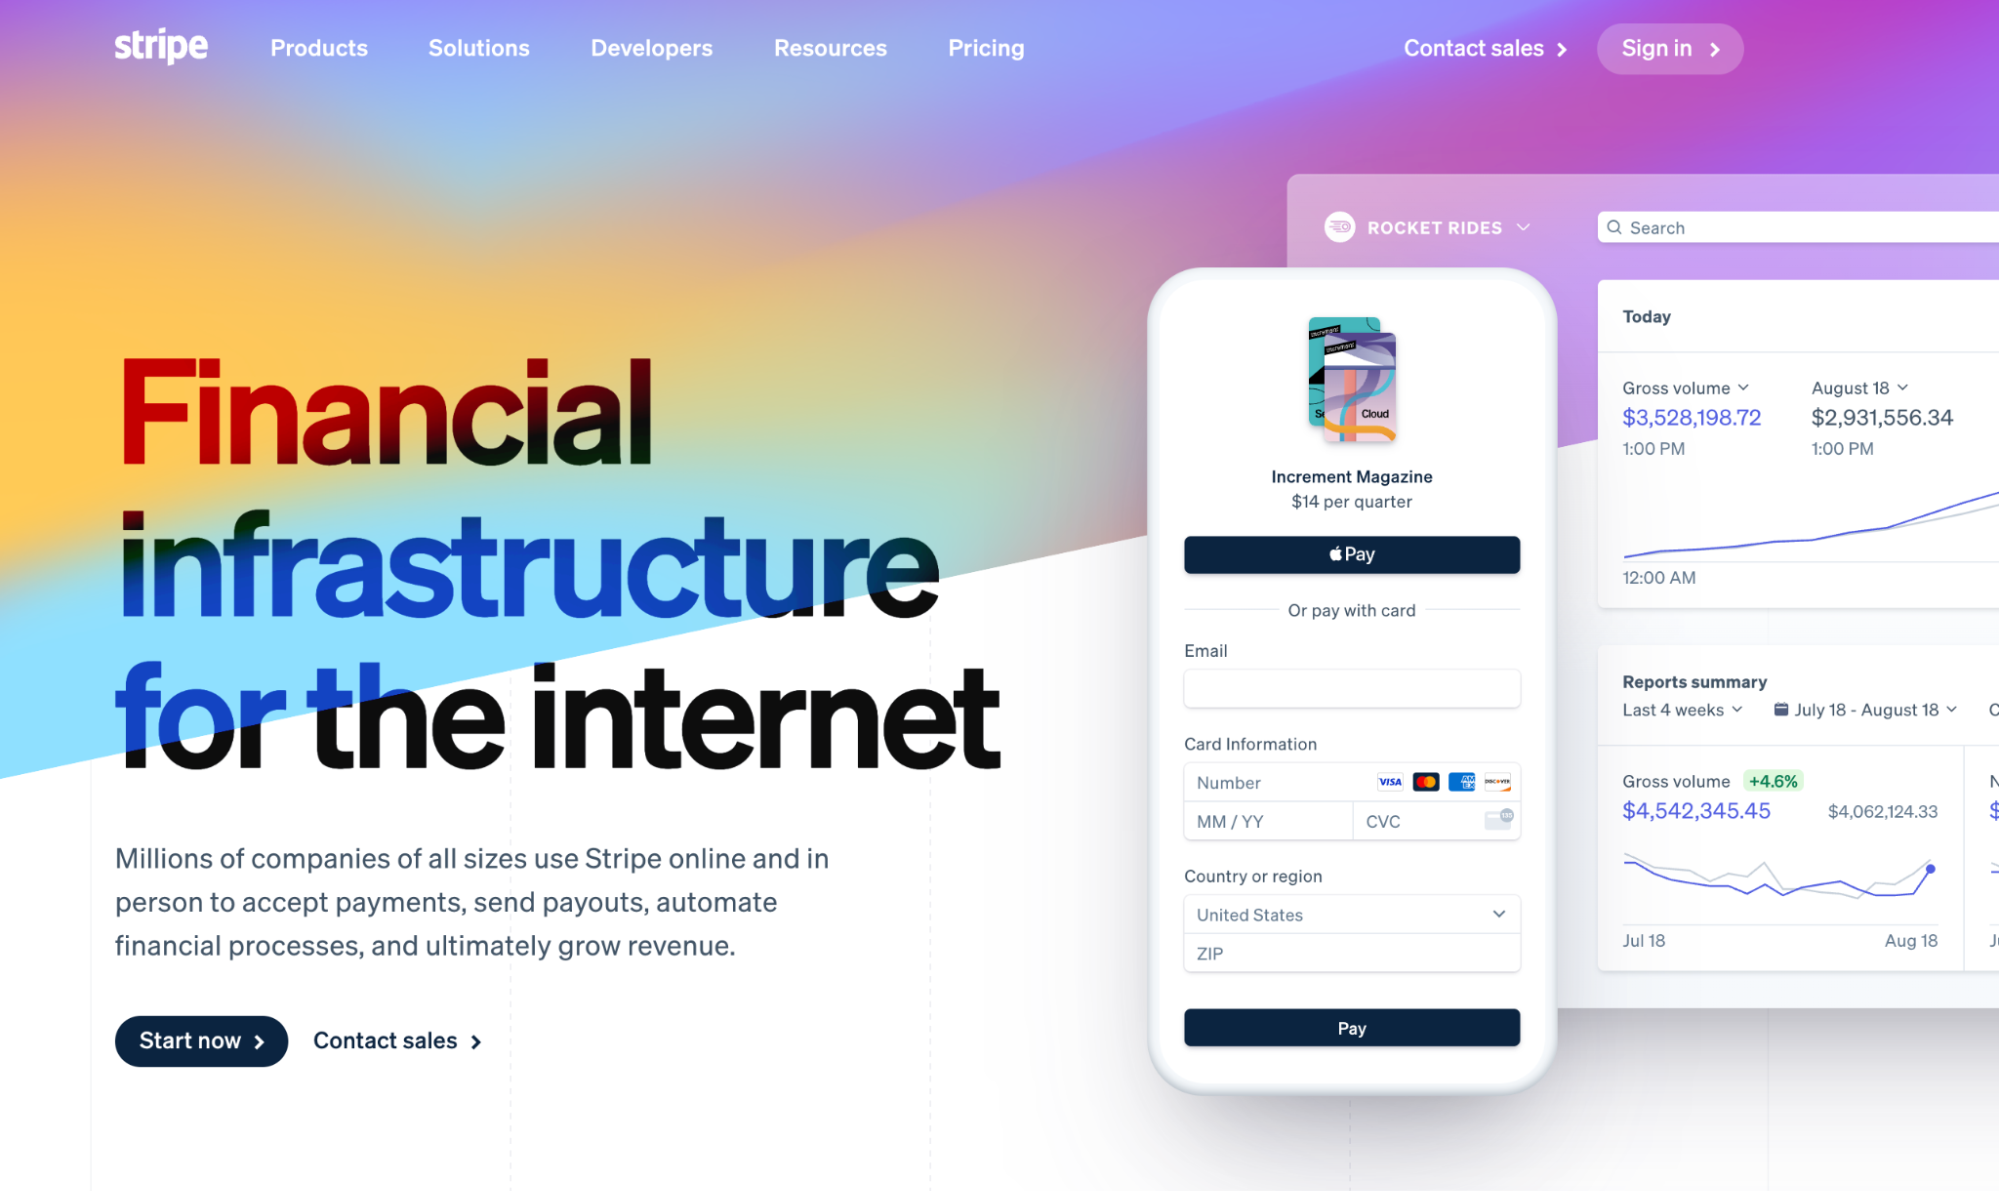 stripe
Products
Solutions
Developers
Resources
Pricing
Contact sales
Sign in
Financial
infrastructure
for the internet
Millions of companies of all sizes use Stripe online and in
person to accept payments, send payouts, automate
financial processes, and ultimately grow revenue.
Start now
Contact sales
Cloud
Increment Magazine
$14 per quarter
Pay
Or pay with card
Email
Card Information
Number
VISA
AMEX
DISCOVER
MM / YY
CVC
Country or region
United States
ZIP
Pay
ROCKET RIDES
Search
Today
Gross volume
August 18
$3,528,198.72
$2,931,556.34
1:00 PM
1:00 PM
12:00 AM
Reports summary
Last 4 weeks
July 18 - August 18
Gross volume +4.6%
$4,542,345.45
$4,062,124.33
Jul 18
Aug 18